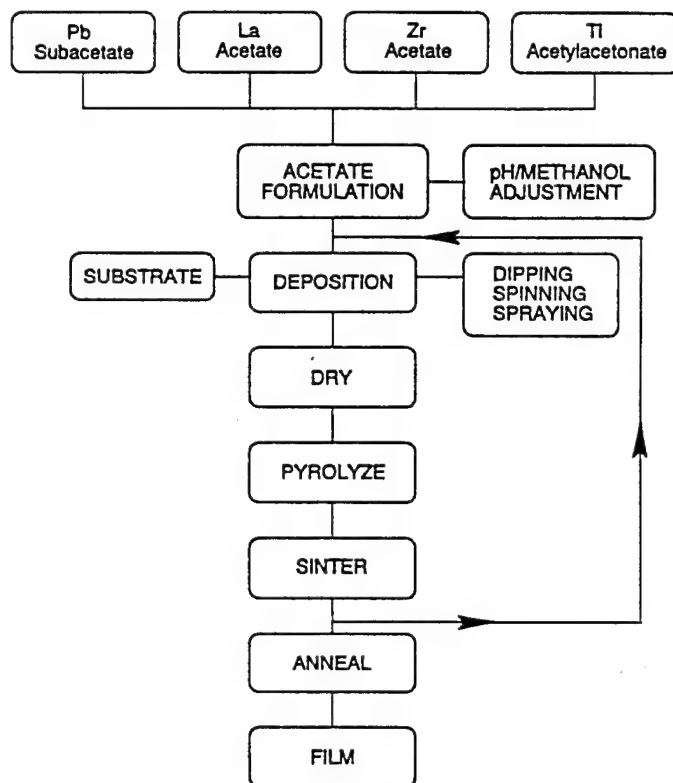 Pb
Subacetate
La
Acetate
Zr
Acetate
Ti
Acetylacetonate
ACETATE
FORMULATION
pH/METHANOL
ADJUSTMENT
SUBSTRATE
DEPOSITION
DIPPING
SPINNING
SPRAYING
DRY
PYROLYZE
SINTER
ANNEAL
FILM